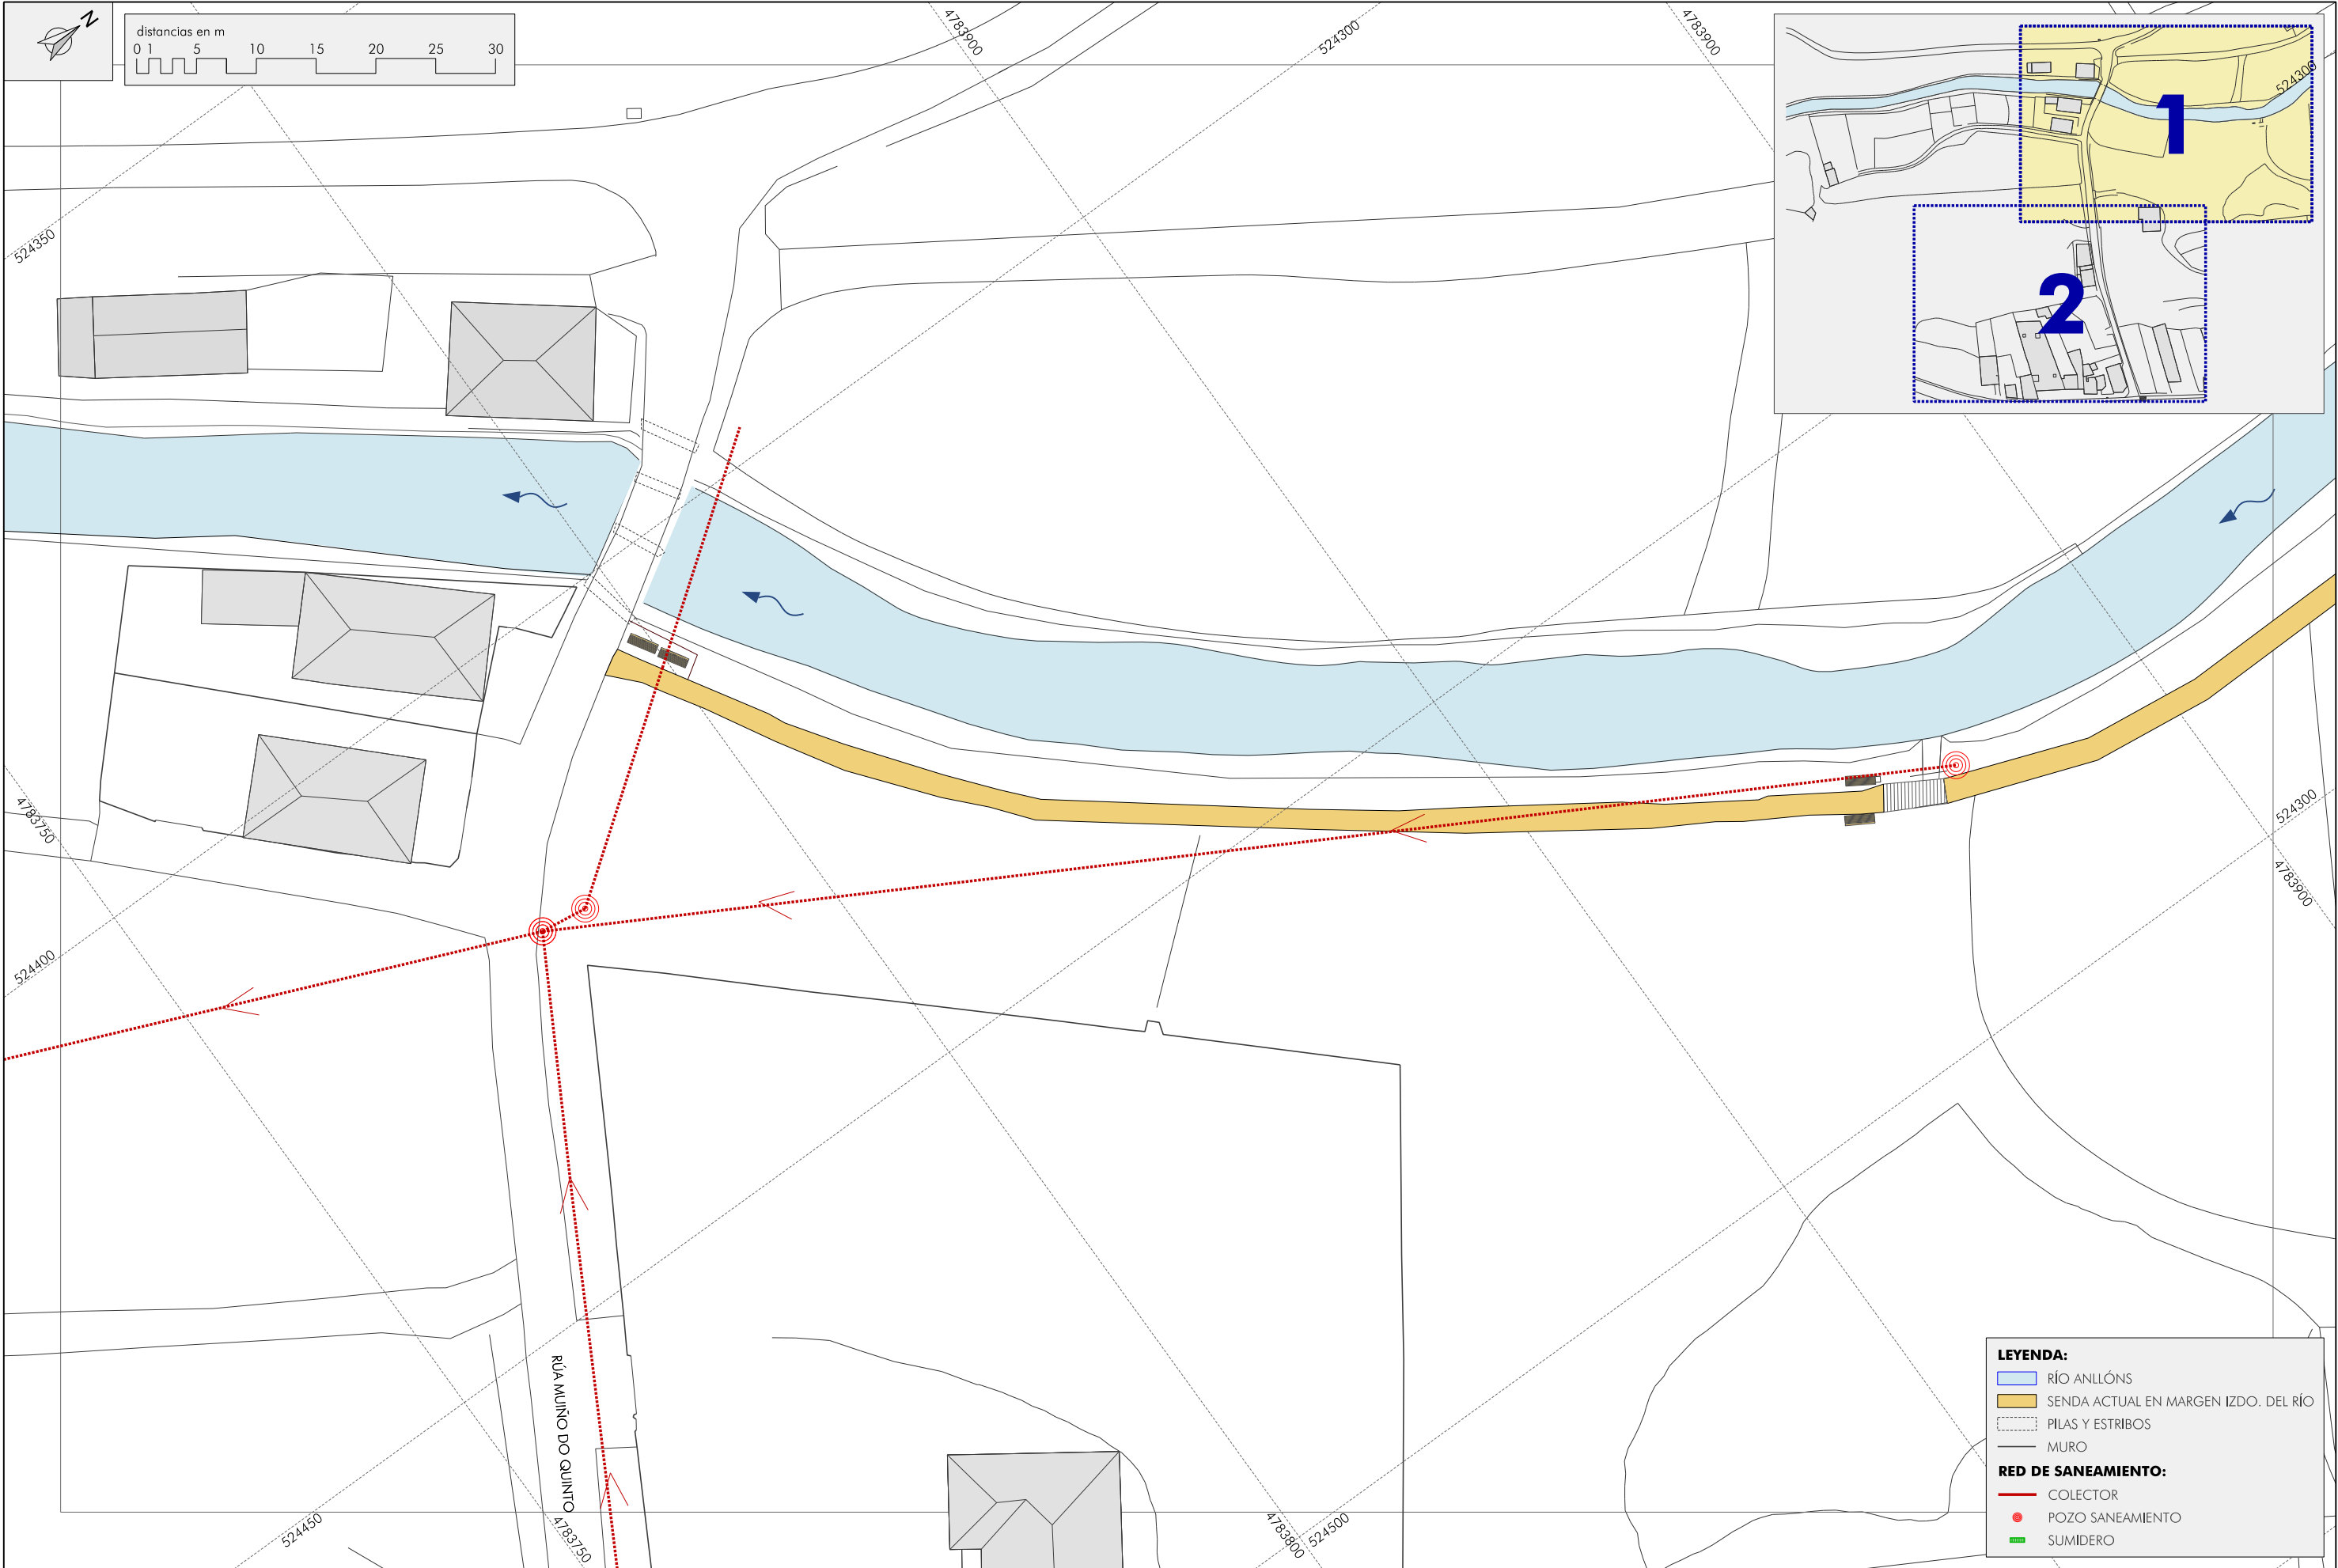 N
distancias en m
0 1 5 10 15 20 25 30
4783900
524300
4783900
524300
1
2
524350
4783750
524400
524300
4783900
RÚA MUIÑO DO QUINTO
524450
4783750
4783800
524500
LEYENDA:
RÍO ANLLÓNS
SENDA ACTUAL EN MARGEN IZDO. DEL RÍO
PILAS Y ESTRIBOS
MURO
RED DE SANEAMIENTO:
COLECTOR
POZO SANEAMIENTO
SUMIDERO